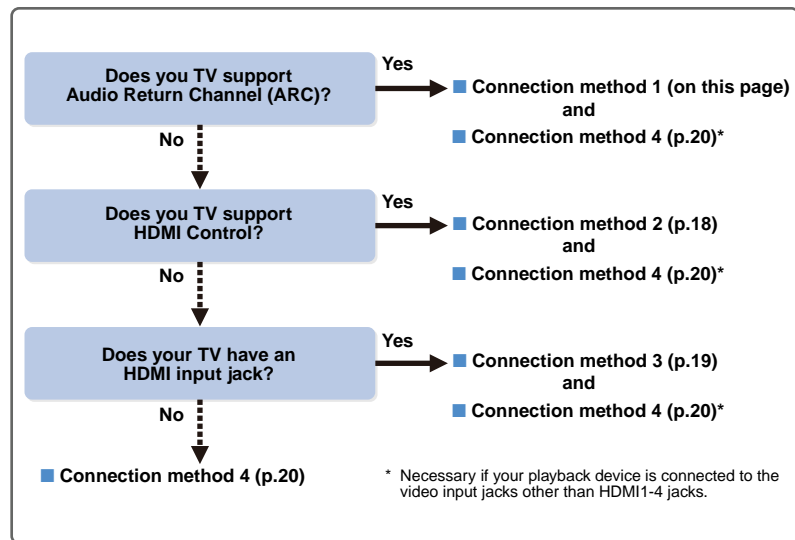 Does you TV support
Audio Return Channel (ARC)?
Yes
■ Connection method 1 (on this page)
and
■ Connection method 4 (p.20)*
No
Does you TV support
HDMI Control?
Yes
■ Connection method 2 (p.18)
and
■ Connection method 4 (p.20)*
No
Does your TV have an
HDMI input jack?
Yes
■ Connection method 3 (p.19)
and
■ Connection method 4 (p.20)*
No
■ Connection method 4 (p.20)
* Necessary if your playback device is connected to the
video input jacks other than HDMI1-4 jacks.